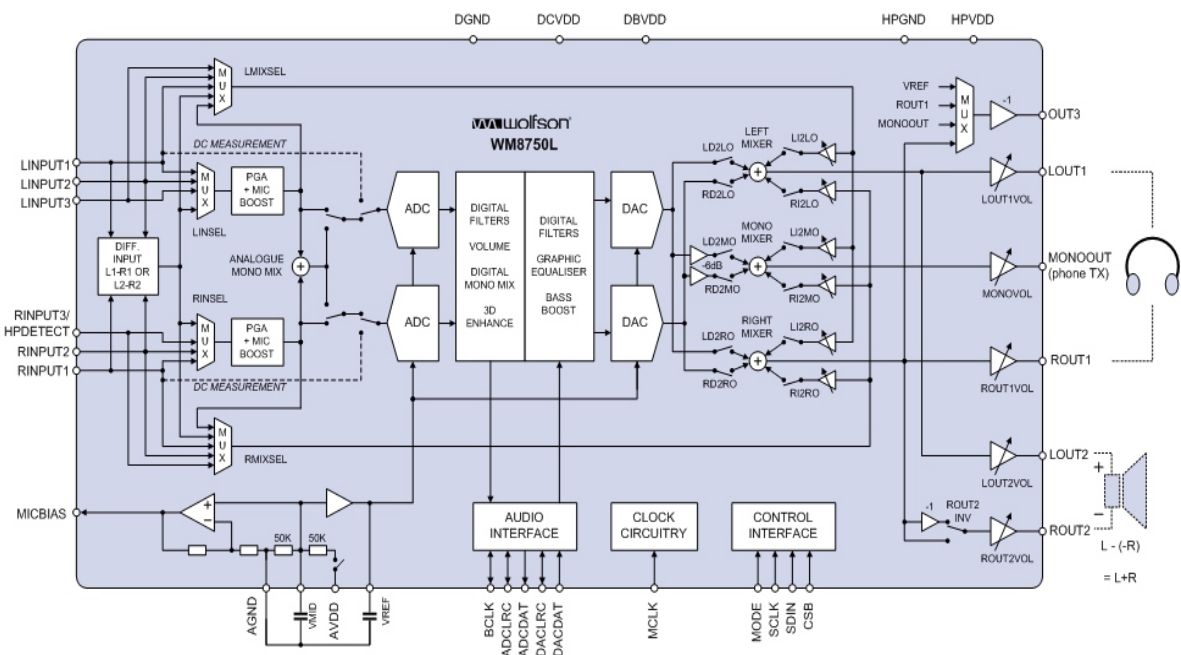 DGND DCVDD DBVDD HPGND HPVDD
MUX
LMIXSEL
VREF
ROUT1
MONOOUT
MUX
-1
OUT3
wolfson
WM8750L
DC MEASUREMENT
LINPUT1
LINPUT2
LINPUT3
MUX
LINSEL
PGA
+ MIC
BOOST
ADC
DIGITAL
FILTERS
VOLUME
DIGITAL
MONO MIX
3D
ENHANCE
DIGITAL
FILTERS
GRAPHIC
EQUALISER
BASS
BOOST
DAC
LD2LO
RD2LO
LEFT
MIXER
+
LI2LO
RI2LO
LOUT1VOL
LOUT1
DIFF.
INPUT
L1-R1 OR
L2-R2
ANALOGUE
MONO MIX
+
LD2MO
-6dB
RD2MO
MONO
MIXER
+
LI2MO
RI2MO
MONOVOL
MONOOUT
(phone TX)
RINPUT3/
HPDETECT
RINPUT2
RINPUT1
RINSEL
MUX
PGA
+ MIC
BOOST
ADC
DAC
DC MEASUREMENT
LD2RO
RD2RO
RIGHT
MIXER
+
LI2RO
RI2RO
ROUT1VOL
ROUT1
MUX
RMIXSEL
LOUT2VOL
LOUT2
+
−
MICBIAS
+
−
50K 50K
AUDIO
INTERFACE
CLOCK
CIRCUITRY
CONTROL
INTERFACE
-1
ROUT2
INV
ROUT2VOL
ROUT2
L - (-R)
= L+R
AGND
VMID
AVDD
VREF
BCLK
ADCLRC
ADCDAT
DACLRC
DACDAT
MCLK
MODE
SCLK
SDIN
CSB